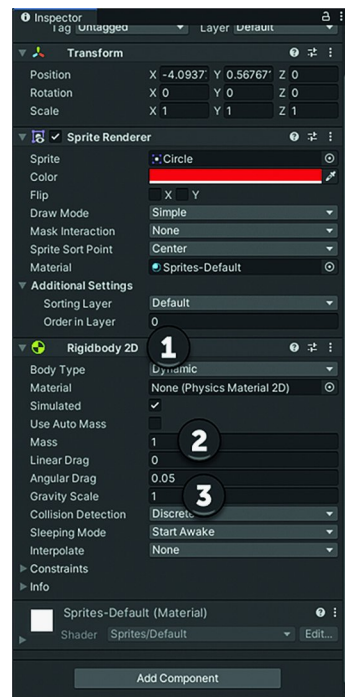 Inspector
Tag Untagged Layer Default
Transform
Position X -4.0937 Y 0.56767 Z 0
Rotation X 0 Y 0 Z 0
Scale X 1 Y 1 Z 1
Sprite Renderer
Sprite Circle
Color
Flip X Y
Draw Mode Simple
Mask Interaction None
Sprite Sort Point Center
Material Sprites-Default
Additional Settings
Sorting Layer Default
Order in Layer 0
Rigidbody 2D 1
Body Type Dynamic
Material None (Physics Material 2D)
Simulated
Use Auto Mass
Mass 1 2
Linear Drag 0
Angular Drag 0.05
Gravity Scale 1 3
Collision Detection Discrete
Sleeping Mode Start Awake
Interpolate None
Constraints
Info
Sprites-Default (Material)
Shader Sprites/Default Edit...
Add Component